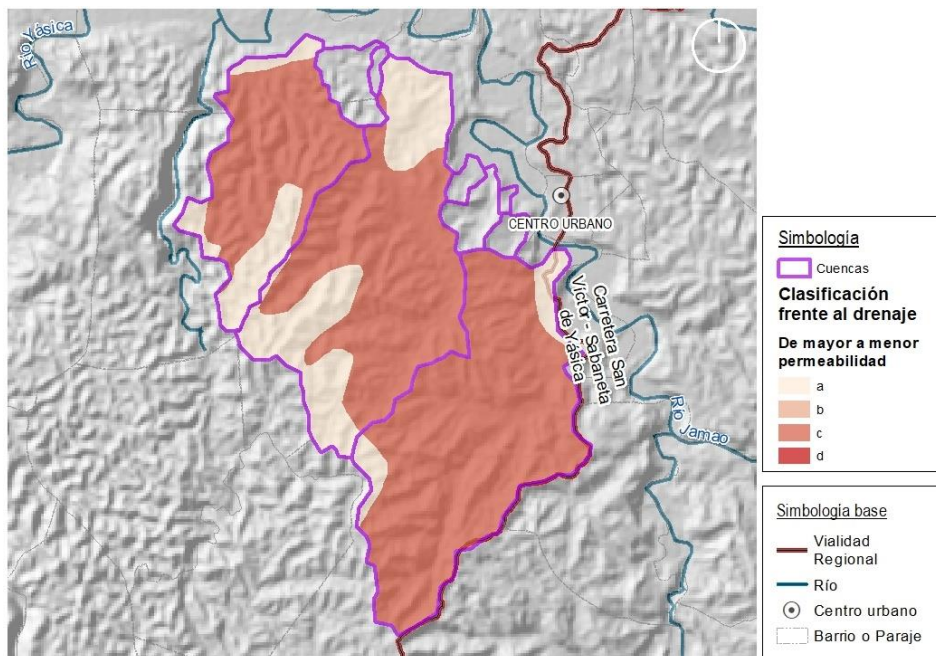 Río Yásica
CENTRO URBANO
Carretera San
Víctor - Sabaneta
de Yásica
Río Jamao
Simbología
Cuencas
Clasificación
frente al drenaje
De mayor a menor
permeabilidad
a
b
c
d
Simbología base
Vialidad
Regional
Río
Centro urbano
Barrio o Paraje